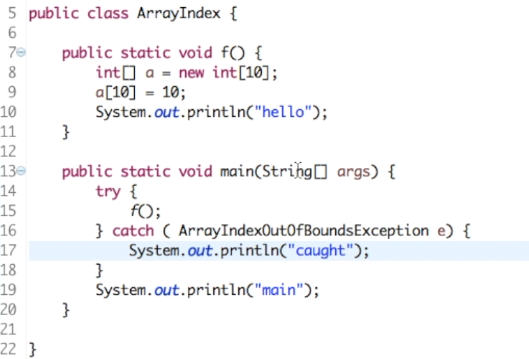 5 public class ArrayIndex {
6
7 public static void f() {
8 int[] a = new int[10];
9 a[10] = 10;
10 System.out.println("hello");
11 }
12
13 public static void main(String[] args) {
14 try {
15 f();
16 } catch ( ArrayIndexOutOfBoundsException e) {
17 System.out.println("caught");
18 }
19 System.out.println("main");
20 }
21
22 }